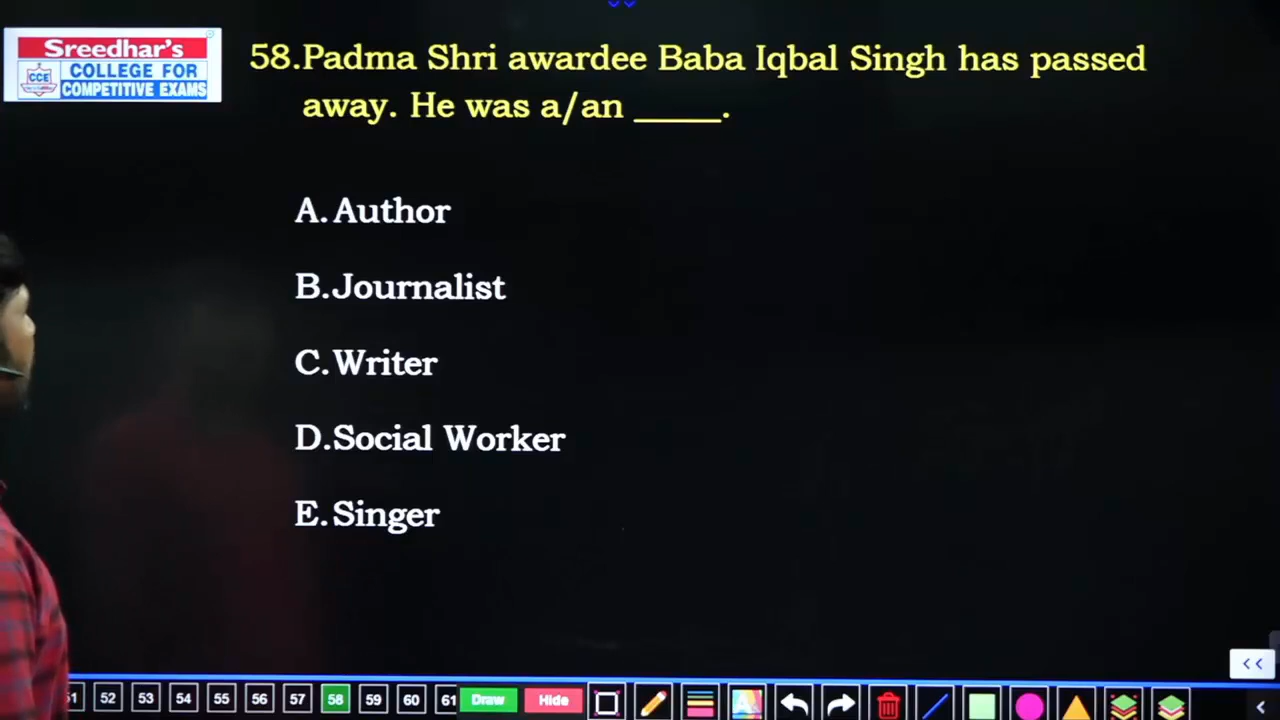 Sreedhar's
CCE
COLLEGE FOR
COMPETITIVE EXAMS
58.Padma Shri awardee Baba Iqbal Singh has passed
away. He was a/an _____.
A. Author
B. Journalist
C. Writer
D. Social Worker
E. Singer
51 52 53 54 55 56 57 58 59 60 61 Draw Hide
<<
<